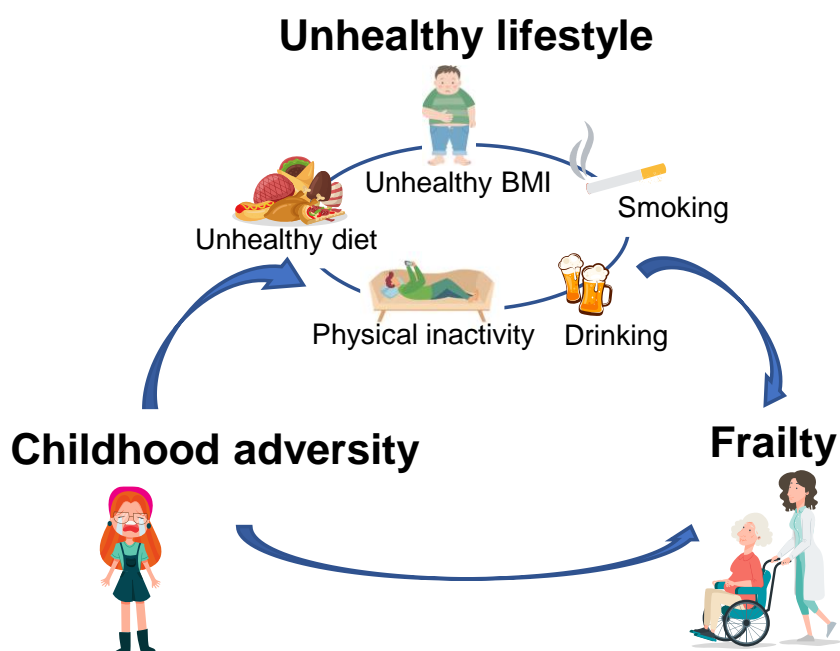 Unhealthy lifestyle
Unhealthy BMI
Smoking
Unhealthy diet
Physical inactivity
Drinking
Childhood adversity
Frailty